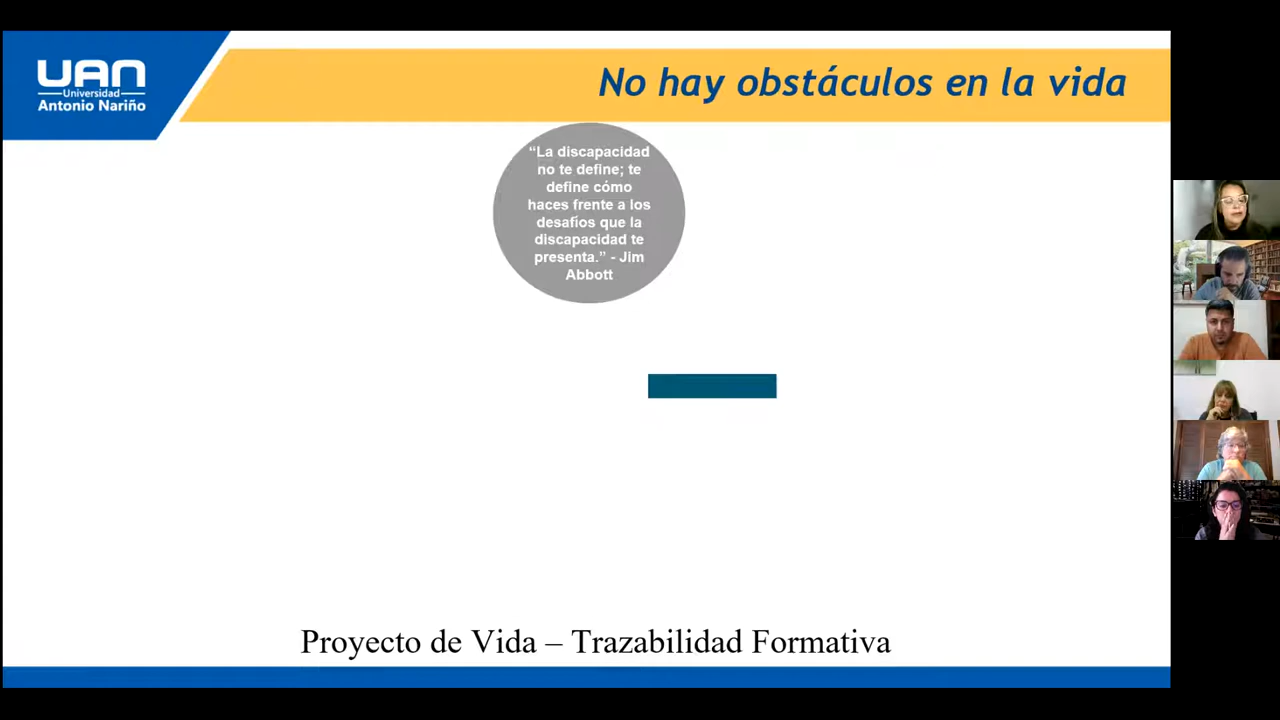 UAN
Universidad
Antonio Nariño
No hay obstáculos en la vida
“La discapacidad
no te define; te
define cómo
haces frente a los
desafíos que la
discapacidad te
presenta.” - Jim
Abbott
Proyecto de Vida – Trazabilidad Formativa